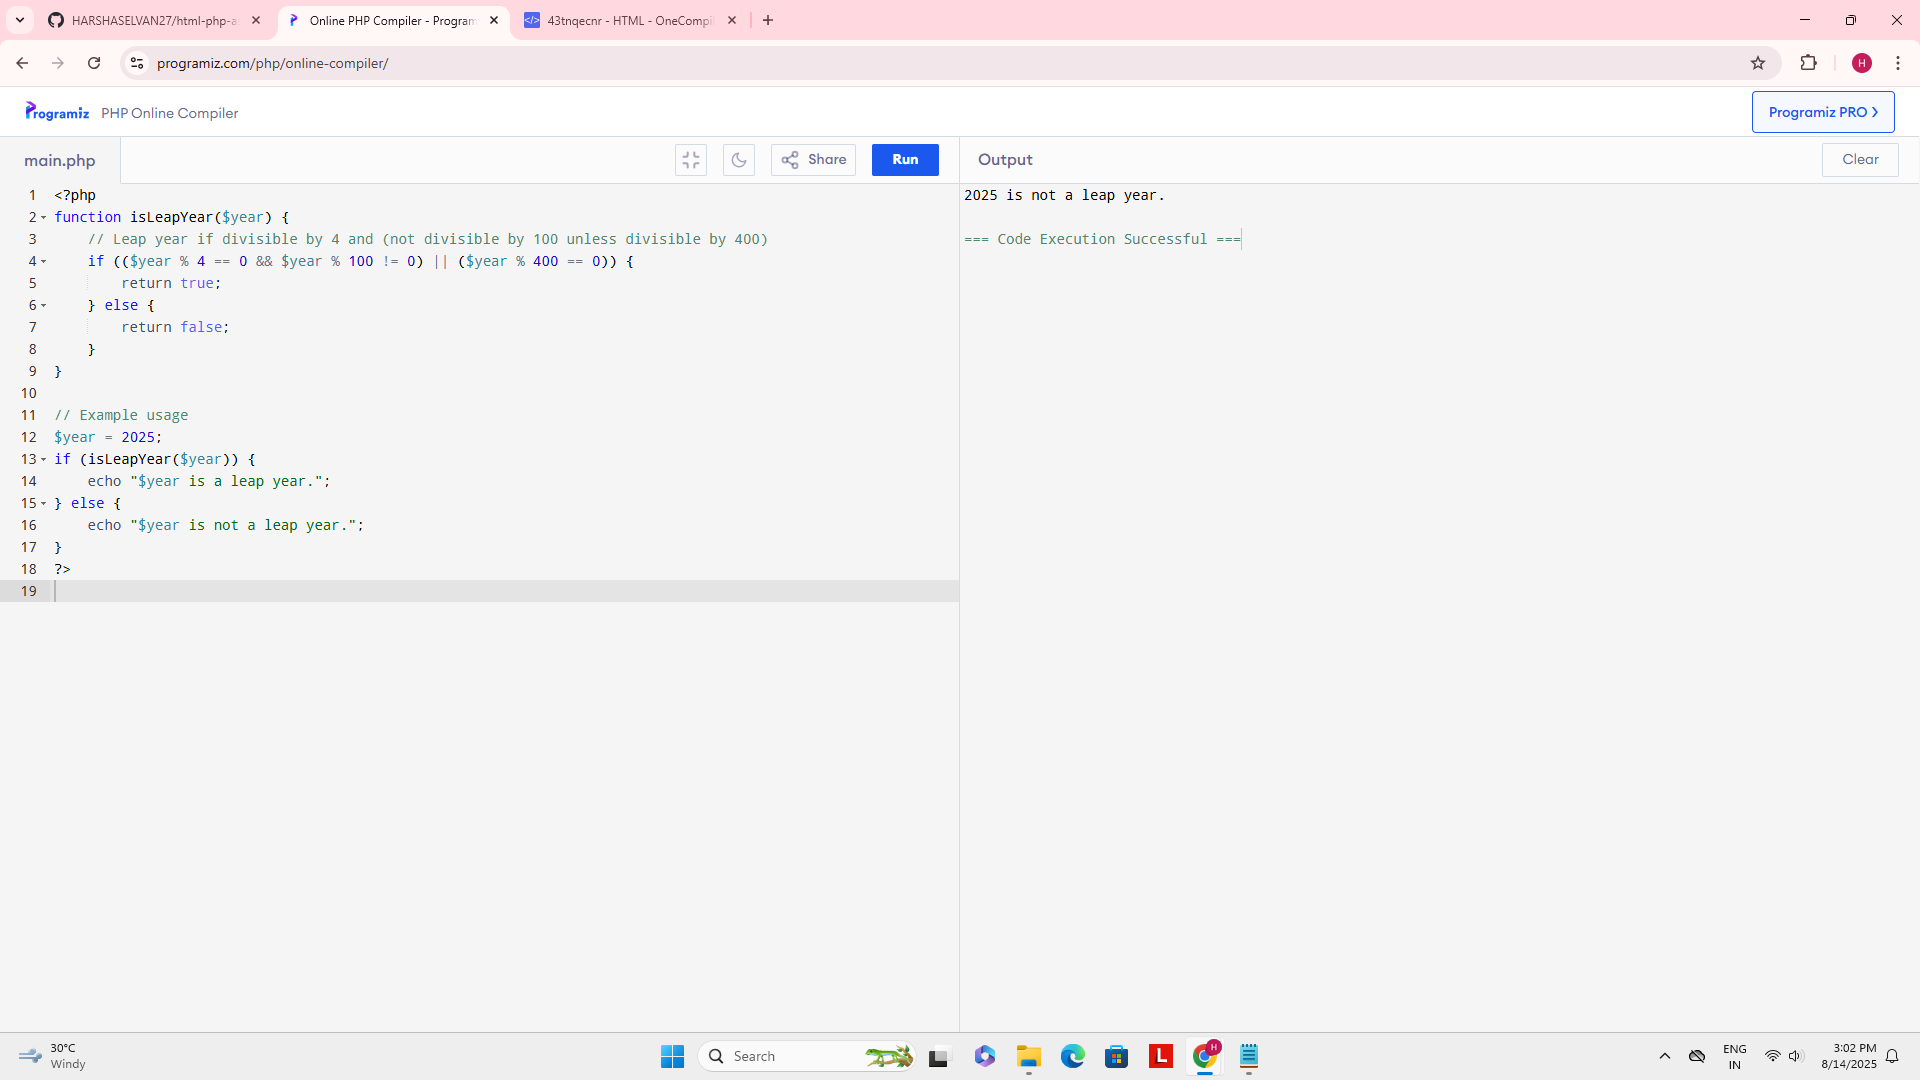 HARSHASELVAN27/html-php-a
Online PHP Compiler - Program
43tnqecnr - HTML - OneCompi
programiz.com/php/online-compiler/
H
Programiz PHP Online Compiler
Programiz PRO ›
main.php
Share
Run
Output
Clear
1 <?php
2 function isLeapYear($year) {
3     // Leap year if divisible by 4 and (not divisible by 100 unless divisible by 400)
4     if (($year % 4 == 0 && $year % 100 != 0) || ($year % 400 == 0)) {
5         return true;
6     } else {
7         return false;
8     }
9 }
10
11 // Example usage
12 $year = 2025;
13 if (isLeapYear($year)) {
14     echo "$year is a leap year.";
15 } else {
16     echo "$year is not a leap year.";
17 }
18 ?>
19
2025 is not a leap year.
=== Code Execution Successful ===
30°C
Windy
Search
L
H
ENG
IN
3:02 PM
8/14/2025